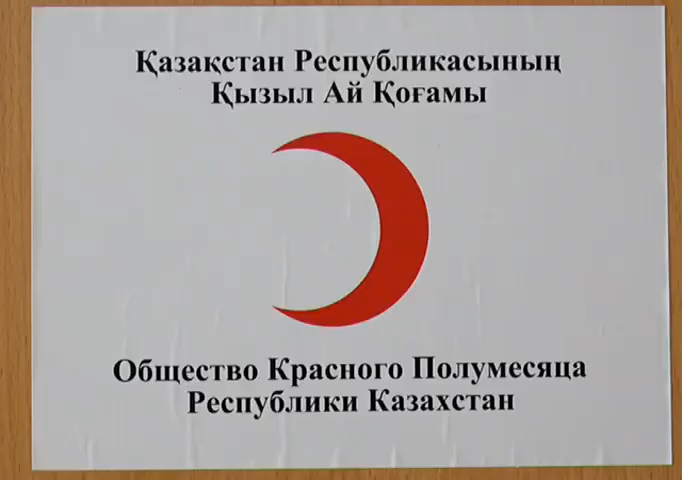 Қазақстан Республикасының
Қызыл Ай Қоғамы
Общество Красного Полумесяца
Республики Казахстан